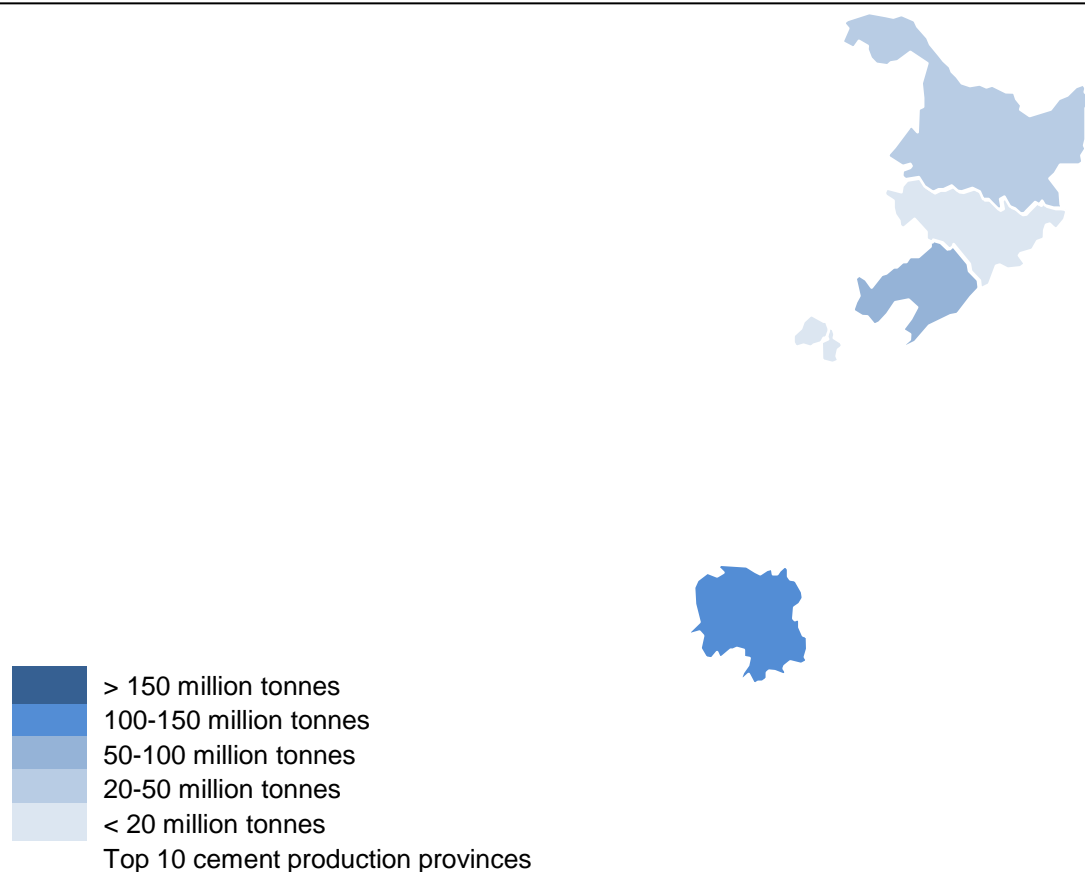 > 150 million tonnes
100-150 million tonnes
50-100 million tonnes
20-50 million tonnes
< 20 million tonnes
Top 10 cement production provinces